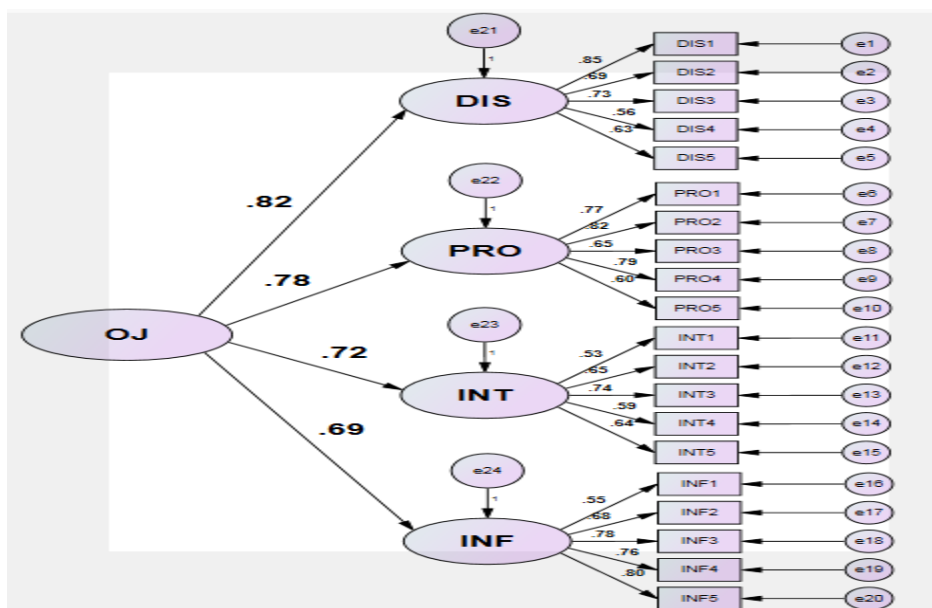 e21
1
DIS
.85
.69
.73
.56
.63
DIS1
DIS2
DIS3
DIS4
DIS5
e1
e2
e3
e4
e5
e22
1
PRO
.77
.82
.65
.79
.60
PRO1
PRO2
PRO3
PRO4
PRO5
e6
e7
e8
e9
e10
OJ
.82
.78
.72
.69
e23
1
INT
.53
.65
.74
.59
.64
INT1
INT2
INT3
INT4
INT5
e11
e12
e13
e14
e15
e24
1
INF
.55
.68
.78
.76
.80
INF1
INF2
INF3
INF4
INF5
e16
e17
e18
e19
e20